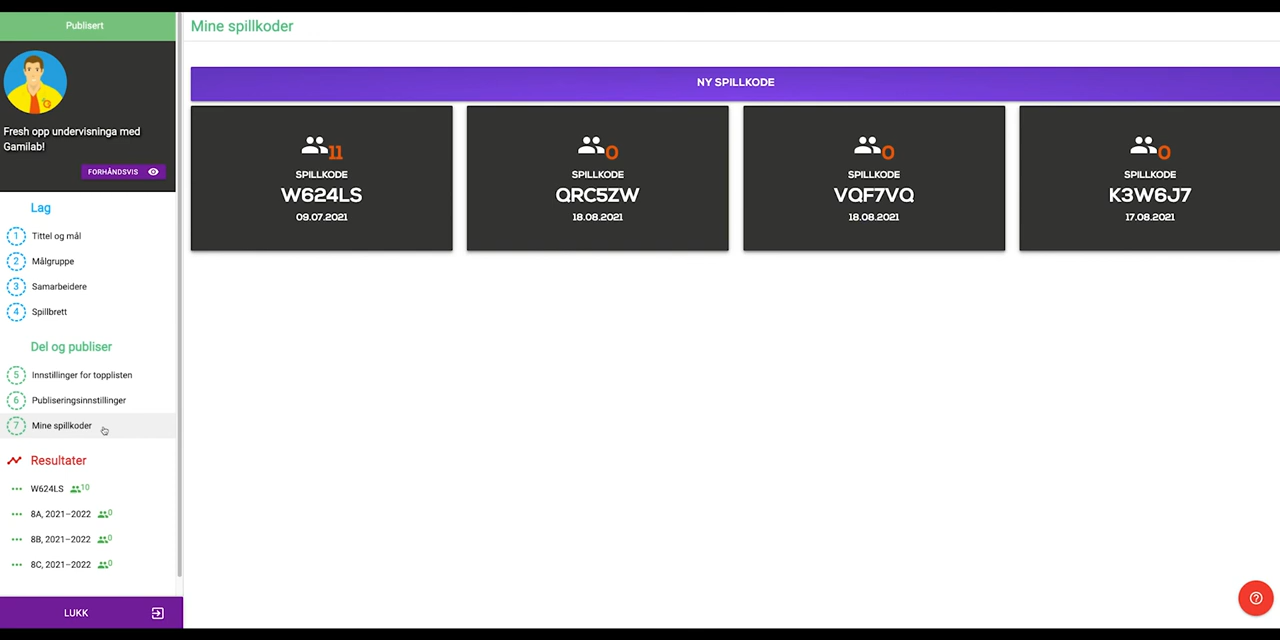 Publisert
Fresh opp undervisninga med
Gamilab!
FORHÅNDSVIS
Lag
1 Tittel og mål
2 Målgruppe
3 Samarbeidere
4 Spillbrett
Del og publiser
5 Innstillinger for topplisten
6 Publiseringsinnstillinger
7 Mine spillkoder
Resultater
W624LS 10
8A, 2021–2022 0
8B, 2021–2022 0
8C, 2021–2022 0
LUKK
Mine spillkoder
NY SPILLKODE
11
SPILLKODE
W624LS
09.07.2021
0
SPILLKODE
QRC5ZW
18.08.2021
0
SPILLKODE
VQF7VQ
18.08.2021
0
SPILLKODE
K3W6J7
17.08.2021